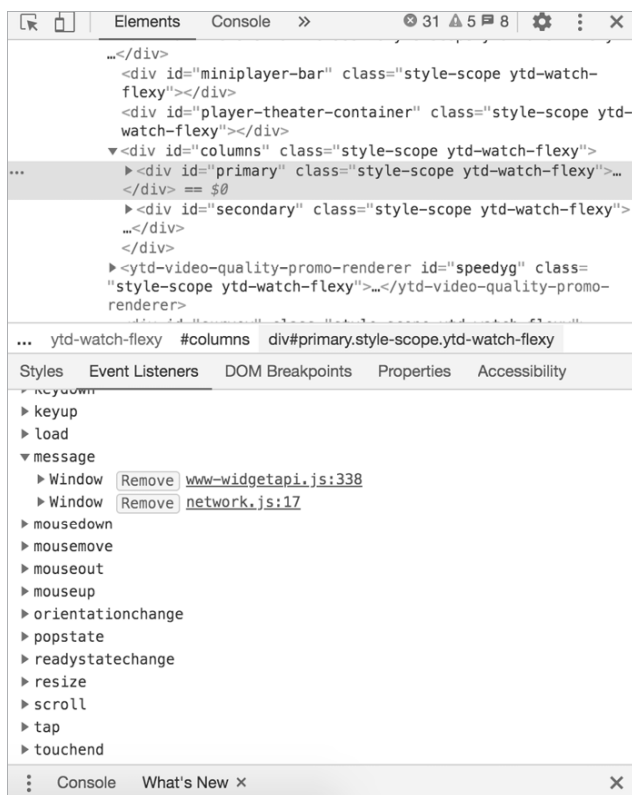 Elements Console » 31 5 8
…</div>
<div id="miniplayer-bar" class="style-scope ytd-watch-
flexy"></div>
<div id="player-theater-container" class="style-scope ytd-
watch-flexy"></div>
<div id="columns" class="style-scope ytd-watch-flexy">
<div id="primary" class="style-scope ytd-watch-flexy">…
</div> == $0
<div id="secondary" class="style-scope ytd-watch-flexy">
…</div>
</div>
<ytd-video-quality-promo-renderer id="speedyg" class=
"style-scope ytd-watch-flexy">…</ytd-video-quality-promo-
renderer>
... ytd-watch-flexy #columns div#primary.style-scope.ytd-watch-flexy
Styles Event Listeners DOM Breakpoints Properties Accessibility
keydown
keyup
load
message
Window Remove www-widgetapi.js:338
Window Remove network.js:17
mousedown
mousemove
mouseout
mouseup
orientationchange
popstate
readystatechange
resize
scroll
tap
touchend
Console What's New ×